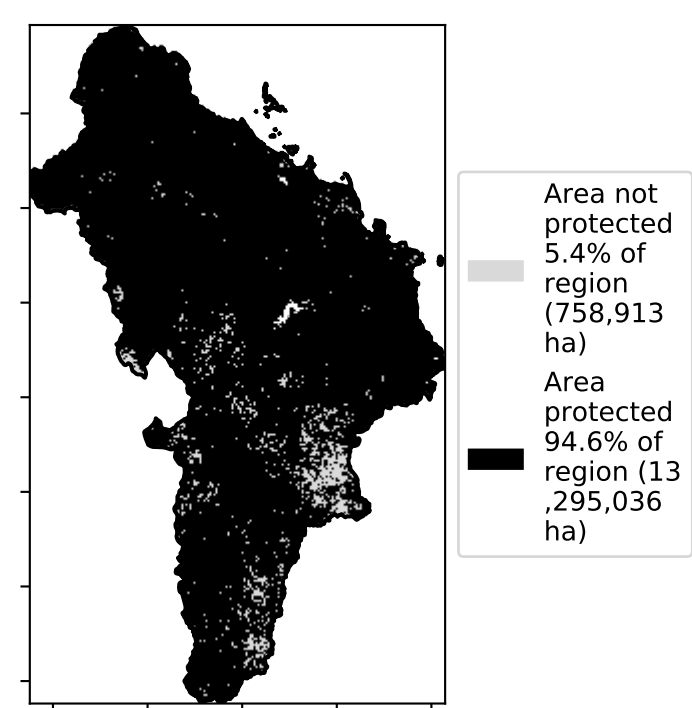 Area not
protected
5.4% of
region
(758,913
ha)
Area
protected
94.6% of
region (13
,295,036
ha)